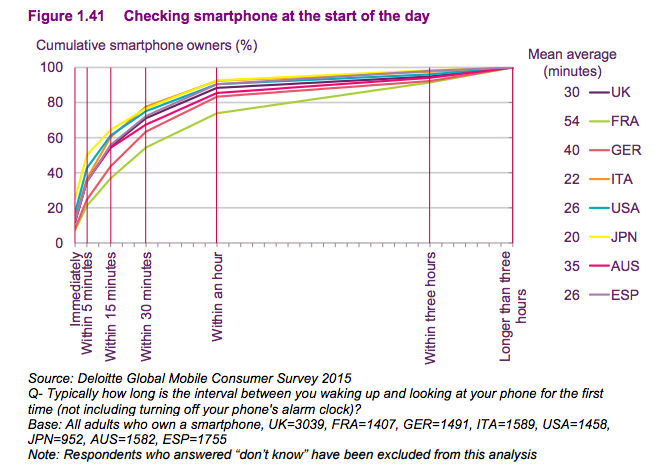 Figure 1.41 Checking smartphone at the start of the day
Cumulative smartphone owners (%)
Mean average
(minutes)
100
80
60
40
20
0
30 UK
54 FRA
40 GER
22 ITA
26 USA
20 JPN
35 AUS
26 ESP
Immediately
Within 5 minutes
Within 15 minutes
Within 30 minutes
Within an hour
Within three hours
Longer than three
hours
Source: Deloitte Global Mobile Consumer Survey 2015
Q- Typically how long is the interval between you waking up and looking at your phone for the first
time (not including turning off your phone's alarm clock)?
Base: All adults who own a smartphone, UK=3039, FRA=1407, GER=1491, ITA=1589, USA=1458,
JPN=952, AUS=1582, ESP=1755
Note: Respondents who answered “don’t know” have been excluded from this analysis